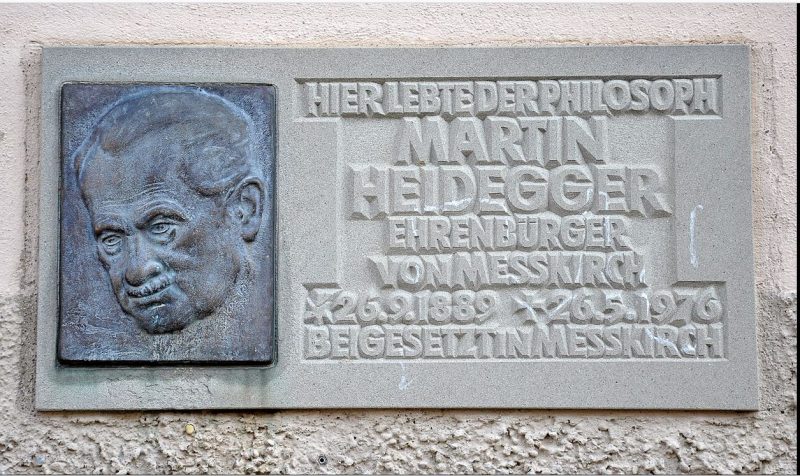 HIER LEBTE DER PHILOSOPH
MARTIN
HEIDEGGER
EHRENBÜRGER
VON MESSKIRCH
26.9.1889 26.5.1976
BEIGESETZT IN MESSKIRCH